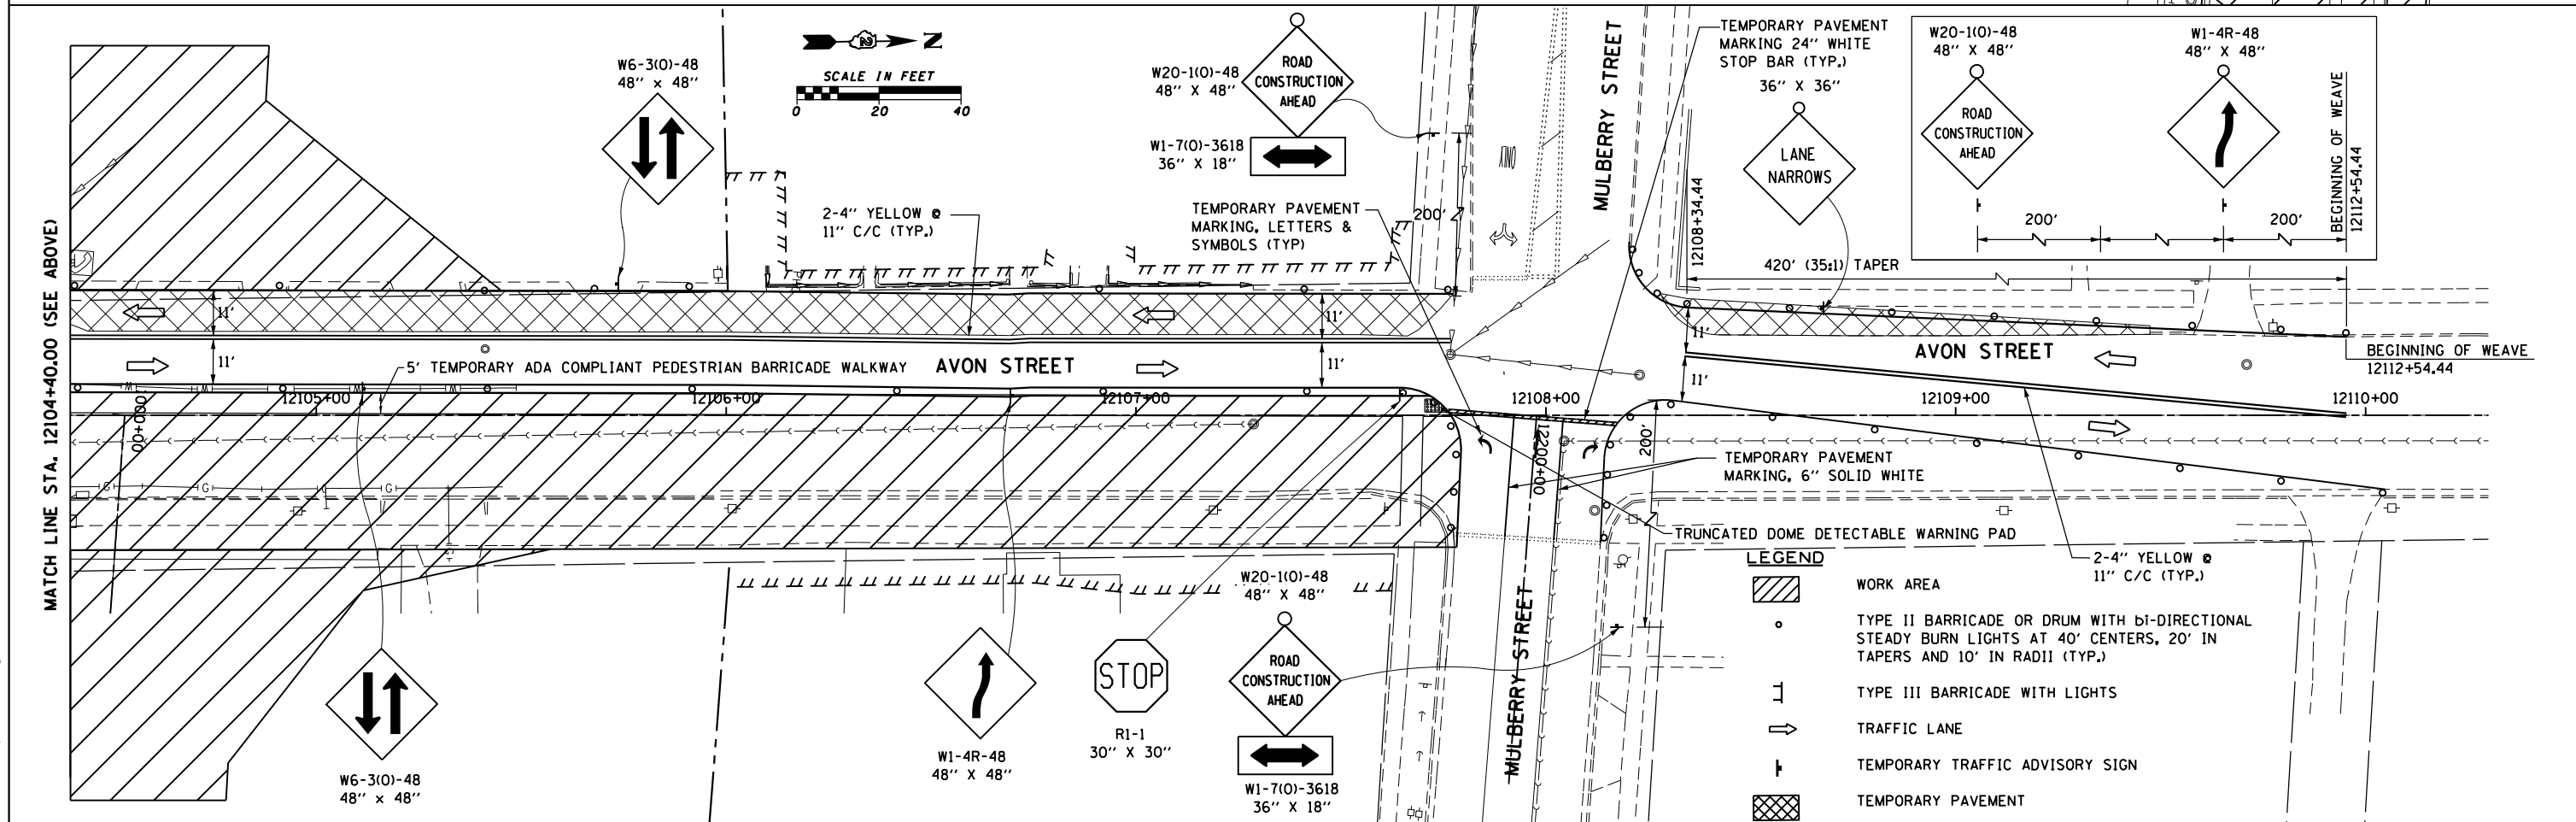 MATCH LINE STA. 12104+40.00 (SEE ABOVE)
W6-3(O)-48
48" x 48"
N
SCALE IN FEET
0 20 40
W20-1(O)-48
48" X 48"
ROAD
CONSTRUCTION
AHEAD
W1-7(O)-3618
36" X 18"
2-4" YELLOW @
11" C/C (TYP.)
TEMPORARY PAVEMENT
MARKING, LETTERS &
SYMBOLS (TYP)
200'
ONLY
MULBERRY STREET
TEMPORARY PAVEMENT
MARKING 24" WHITE
STOP BAR (TYP.)
36" X 36"
LANE
NARROWS
12108+34.44
420' (35:1) TAPER
W20-1(O)-48
48" X 48"
ROAD
CONSTRUCTION
AHEAD
W1-4R-48
48" X 48"
200'
200'
BEGINNING OF WEAVE
12112+54.44
11'
11'
11'
11'
11'
11'
5' TEMPORARY ADA COMPLIANT PEDESTRIAN BARRICADE WALKWAY
AVON STREET
AVON STREET
BEGINNING OF WEAVE
12112+54.44
W W W W
12105+00
12106+00
12107+00
12108+00
12109+00
12110+00
12200+00
200'
G G G G
TEMPORARY PAVEMENT
MARKING, 6" SOLID WHITE
TRUNCATED DOME DETECTABLE WARNING PAD
2-4" YELLOW @
11" C/C (TYP.)
W6-3(O)-48
48" x 48"
W1-4R-48
48" X 48"
STOP
R1-1
30" X 30"
W20-1(O)-48
48" X 48"
ROAD
CONSTRUCTION
AHEAD
W1-7(O)-3618
36" X 18"
MULBERRY STREET
LEGEND
WORK AREA
TYPE II BARRICADE OR DRUM WITH bi-DIRECTIONAL
STEADY BURN LIGHTS AT 40' CENTERS, 20' IN
TAPERS AND 10' IN RADII (TYP.)
TYPE III BARRICADE WITH LIGHTS
TRAFFIC LANE
TEMPORARY TRAFFIC ADVISORY SIGN
TEMPORARY PAVEMENT